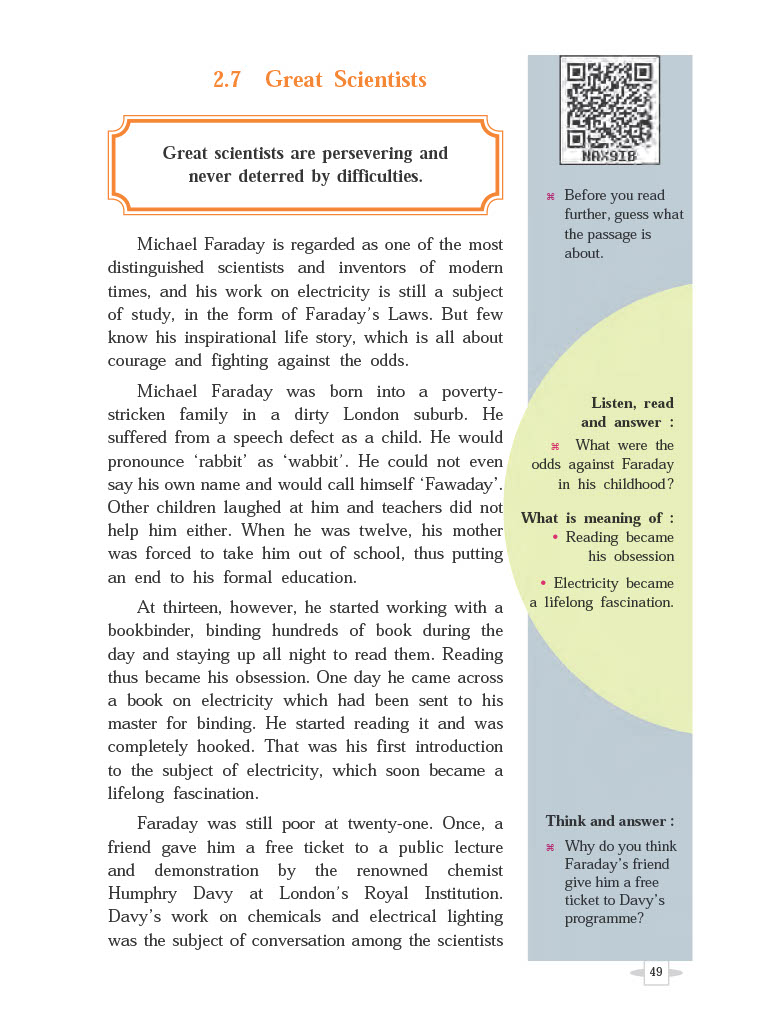 2.7 Great Scientists
Great scientists are persevering and
never deterred by difficulties.
Michael Faraday is regarded as one of the most
distinguished scientists and inventors of modern
times, and his work on electricity is still a subject
of study, in the form of Faraday's Laws. But few
know his inspirational life story, which is all about
courage and fighting against the odds.
Michael Faraday was born into a poverty-
stricken family in a dirty London suburb. He
suffered from a speech defect as a child. He would
pronounce ‘rabbit’ as ‘wabbit’. He could not even
say his own name and would call himself ‘Fawaday’.
Other children laughed at him and teachers did not
help him either. When he was twelve, his mother
was forced to take him out of school, thus putting
an end to his formal education.
At thirteen, however, he started working with a
bookbinder, binding hundreds of book during the
day and staying up all night to read them. Reading
thus became his obsession. One day he came across
a book on electricity which had been sent to his
master for binding. He started reading it and was
completely hooked. That was his first introduction
to the subject of electricity, which soon became a
lifelong fascination.
Faraday was still poor at twenty-one. Once, a
friend gave him a free ticket to a public lecture
and demonstration by the renowned chemist
Humphry Davy at London's Royal Institution.
Davy's work on chemicals and electrical lighting
was the subject of conversation among the scientists
NAX9IB
⌘ Before you read
further, guess what
the passage is
about.
Listen, read
and answer :
⌘ What were the
odds against Faraday
in his childhood?
What is meaning of :
• Reading became
his obsession
• Electricity became
a lifelong fascination.
Think and answer :
⌘ Why do you think
Faraday's friend
give him a free
ticket to Davy's
programme?
49